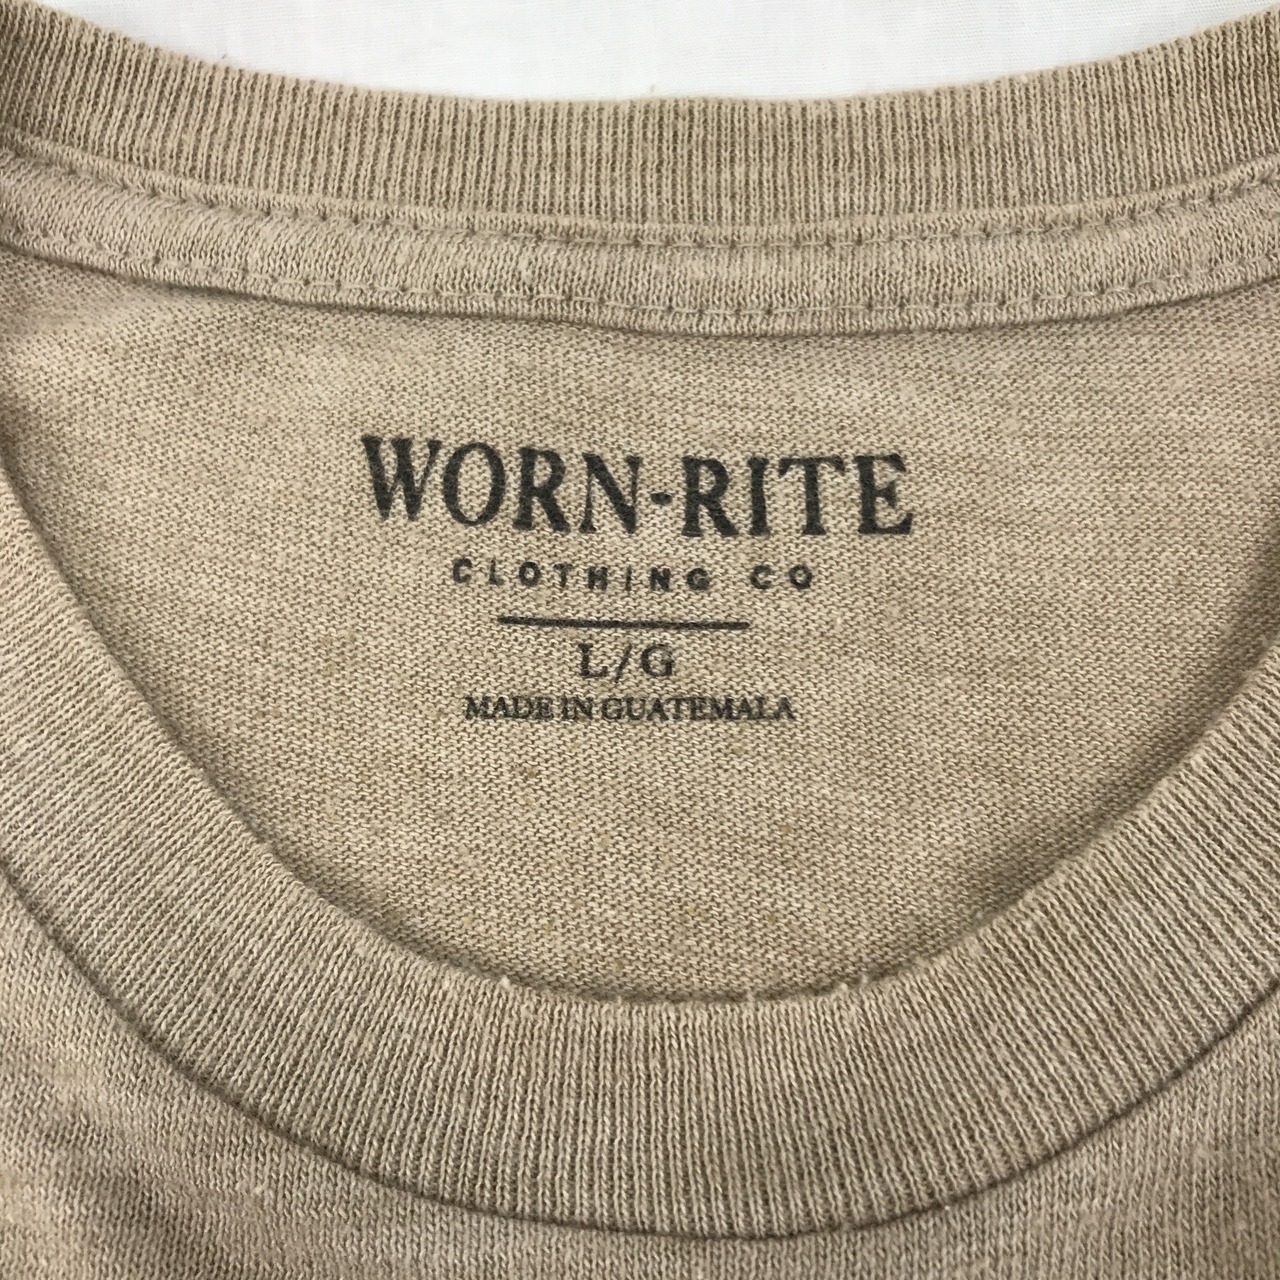 WORN-RITE
CLOTHING CO
L/G
MADE IN GUATEMALA